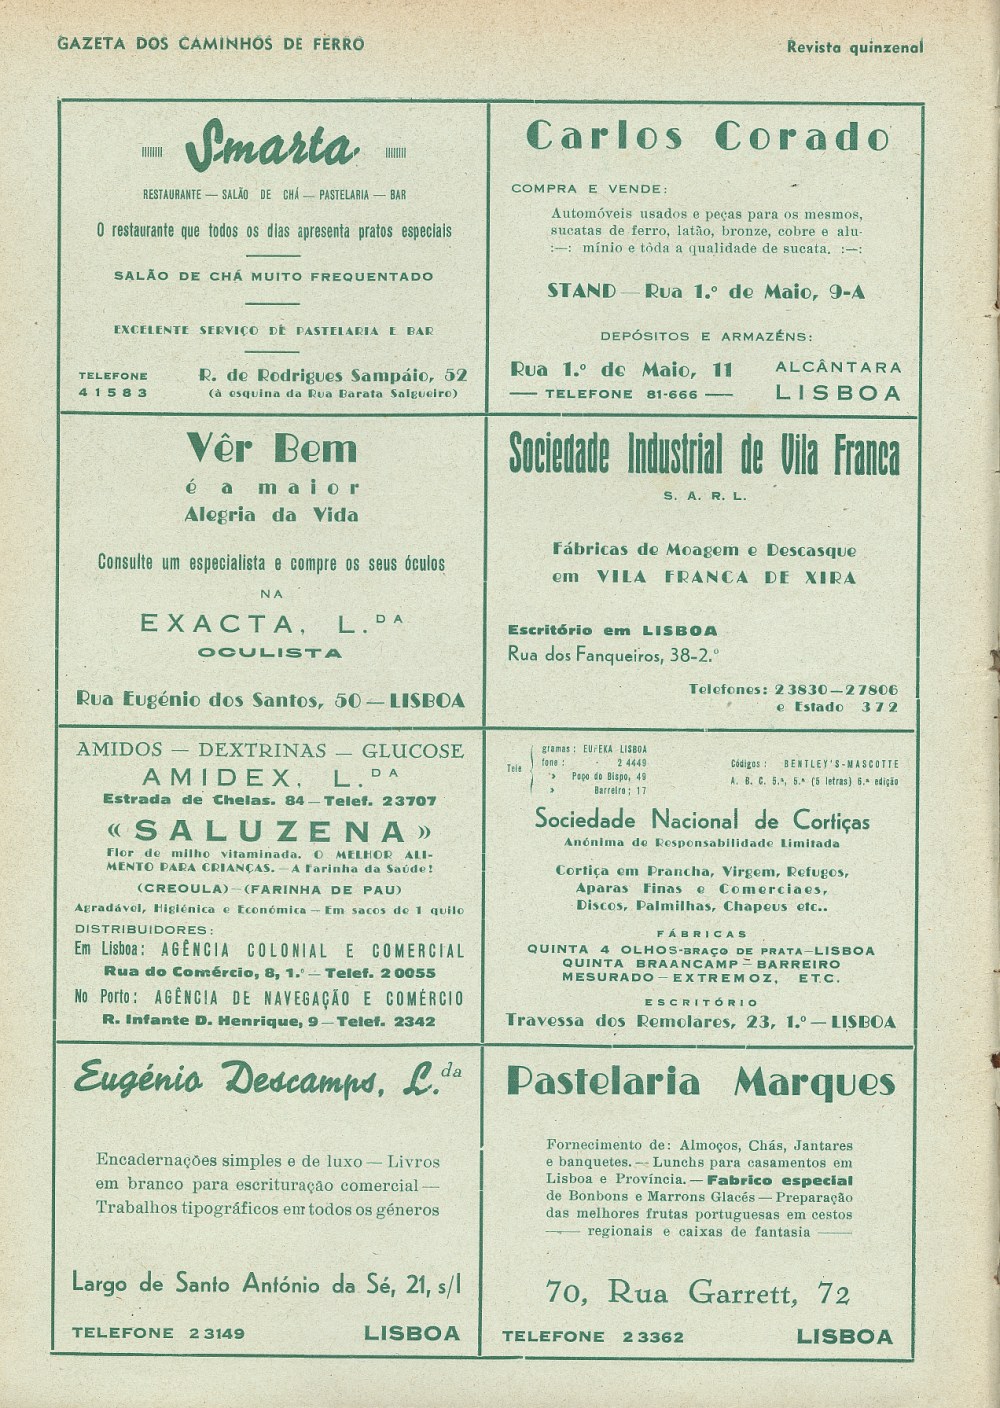 GAZETA DOS CAMINHOS DE FERRO
Revista quinzenal
Smarta
RESTAURANTE — SALÃO DE CHÁ — PASTELARIA — BAR
O restaurante que todos os dias apresenta pratos especiais
SALÃO DE CHÁ MUITO FREQUENTADO
EXCELENTE SERVIÇO DE PASTELARIA E BAR
TELEFONE
41583
R. de Rodrigues Sampáio, 52
(à esquina da Rua Barata Salgueiro)
Carlos Corado
COMPRA E VENDE:
Automóveis usados e peças para os mesmos,
sucatas de ferro, latão, bronze, cobre e alu-
:—: mínio e tôda a qualidade de sucata. :—:
STAND — Rua 1.º de Maio, 9-A
DEPÓSITOS E ARMAZÉNS:
Rua 1.º de Maio, 11
— TELEFONE 81-666 —
ALCÂNTARA
LISBOA
Vêr Bem
é a maior
Alegria da Vida
Consulte um especialista e compre os seus óculos
NA
EXACTA, L.DA
OCULISTA
Rua Eugénio dos Santos, 50 — LISBOA
Sociedade Industrial de Vila Franca
S. A. R. L.
Fábricas de Moagem e Descasque
em VILA FRANCA DE XIRA
Escritório em LISBOA
Rua dos Fanqueiros, 38-2.º
Telefones: 23830—27806
e Estado 372
AMIDOS — DEXTRINAS — GLUCOSE
AMIDEX, L.DA
Estrada de Chelas. 84 — Telef. 23707
« SALUZENA »
Flor de milho vitaminada. O MELHOR ALI-
MENTO PARA CRIANÇAS. — A Farinha da Saúde!
(CREOULA)—(FARINHA DE PAU)
Agradável, Higiénica e Económica — Em sacos de 1 quilo
DISTRIBUIDORES:
Em Lisboa: AGÊNCIA COLONIAL E COMERCIAL
Rua do Comércio, 8, 1.º — Telef. 20055
No Porto: AGÊNCIA DE NAVEGAÇÃO E COMÉRCIO
R. Infante D. Henrique, 9 — Telef. 2342
Tele
gramas: EUREKA LISBOA
fone: - 24449
» Poço do Bispo, 49
» Barreiro; 17
Códigos: BENTLEY'S-MASCOTTE
A. B. C. 5.ª, 5.ª (5 letras) 6.ª edição
Sociedade Nacional de Cortiças
Anónima de Responsabilidade Limitada
Cortiça em Prancha, Virgem, Refugos,
Aparas Finas e Comerciaes,
Discos, Palmilhas, Chapeus etc..
FÁBRICAS
QUINTA 4 OLHOS-BRAÇO DE PRATA—LISBOA
QUINTA BRAANCAMP — BARREIRO
MESURADO — EXTREMOZ, ETC.
ESCRITÓRIO
Travessa dos Remolares, 23, 1.º — LISBOA
Eugénio Descamps, L.da
Encadernações simples e de luxo — Livros
em branco para escrituração comercial —
Trabalhos tipográficos em todos os géneros
Largo de Santo António da Sé, 21, s/l
TELEFONE 23149
LISBOA
Pastelaria Marques
Fornecimento de: Almoços, Chás, Jantares
e banquetes. — Lunchs para casamentos em
Lisboa e Província. — Fabrico especial
de Bonbons e Marrons Glacés — Preparação
das melhores frutas portuguesas em cestos
— regionais e caixas de fantasia —
70, Rua Garrett, 72
TELEFONE 23362
LISBOA